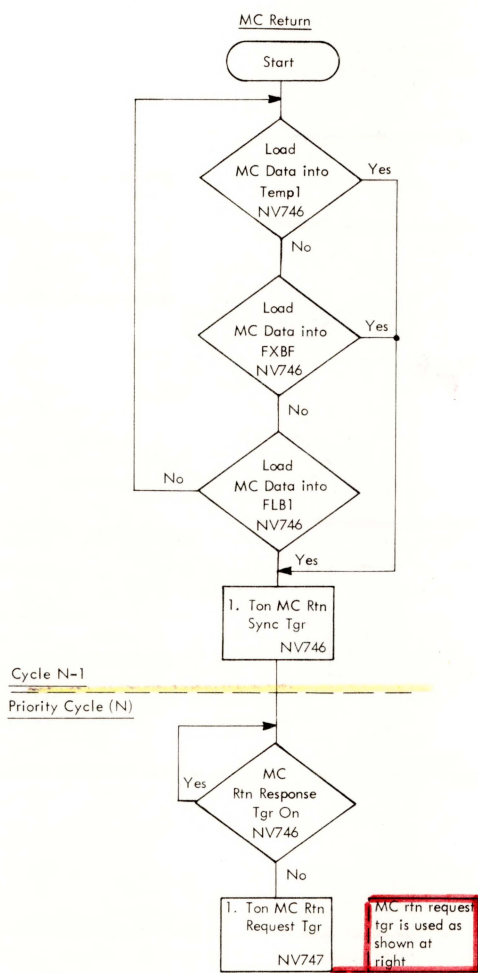 MC Return
Start
Load
MC Data into
Temp1
NV746
Yes
No
Load
MC Data into
FXBF
NV746
Yes
No
Load
MC Data into
FLB1
NV746
No
Yes
1. Ton MC Rtn
Sync Tgr
NV746
Cycle N-1
Priority Cycle (N)
MC
Rtn Response
Tgr On
NV746
Yes
No
1. Ton MC Rtn
Request Tgr
NV747
MC rtn request
tgr is used as
shown at
right